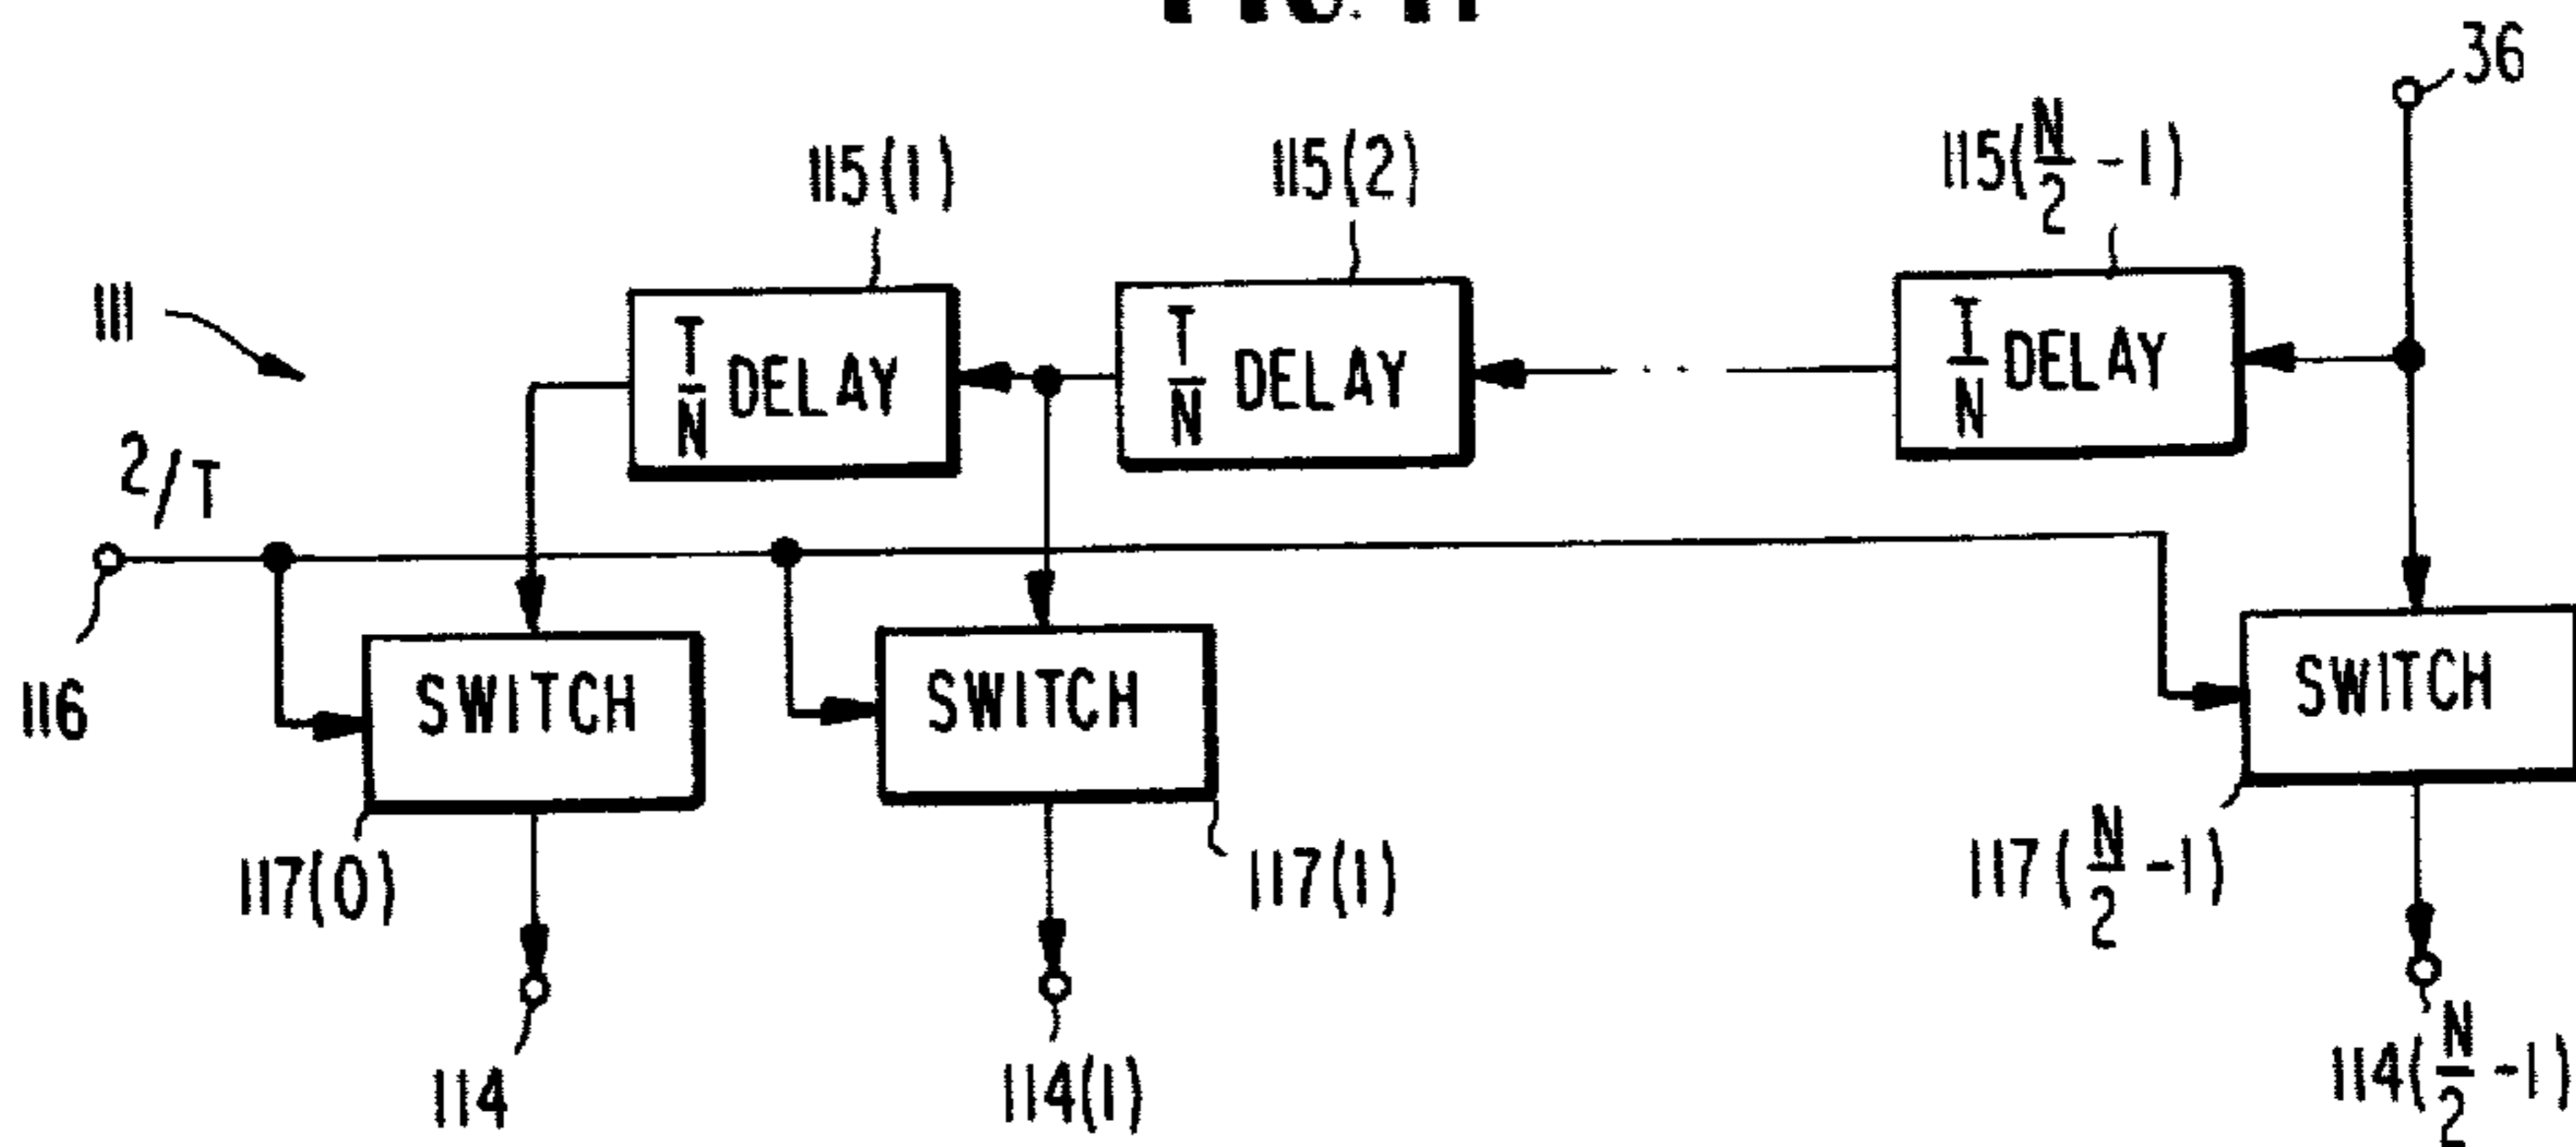 36
115(1)
115(2)
115(N/2 -1)
111
T/N DELAY
T/N DELAY
T/N DELAY
2/T
116
SWITCH
SWITCH
SWITCH
117(0)
117(1)
117(N/2 -1)
114
114(1)
114(N/2 -1)